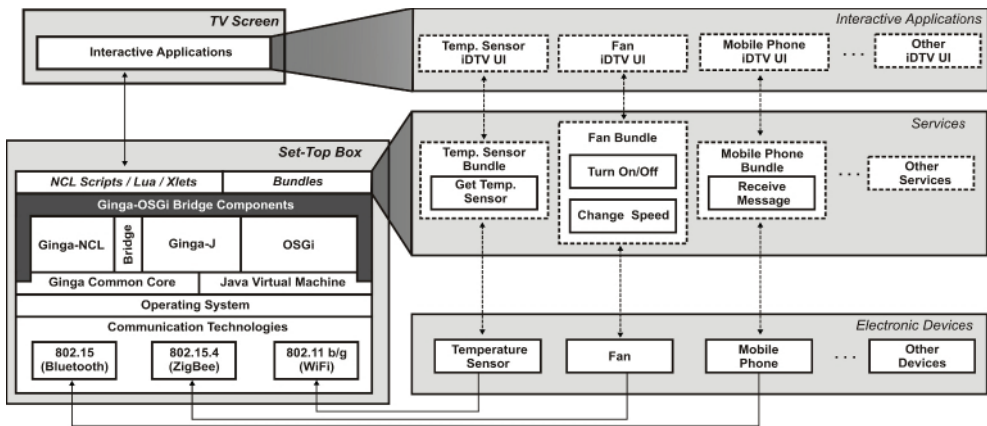 TV Screen
Interactive Applications
Interactive Applications
Temp. Sensor
iDTV UI
Fan
iDTV UI
Mobile Phone
iDTV UI
. . .
Other
iDTV UI
Set-Top Box
NCL Scripts / Lua / Xlets
Bundles
Ginga-OSGi Bridge Components
Ginga-NCL
Bridge
Ginga-J
OSGi
Ginga Common Core
Java Virtual Machine
Operating System
Communication Technologies
802.15
(Bluetooth)
802.15.4
(ZigBee)
802.11 b/g
(WiFi)
Services
Temp. Sensor
Bundle
Get Temp.
Sensor
Fan Bundle
Turn On/Off
Change Speed
Mobile Phone
Bundle
Receive
Message
. . .
Other
Services
Electronic Devices
Temperature
Sensor
Fan
Mobile
Phone
. . .
Other
Devices